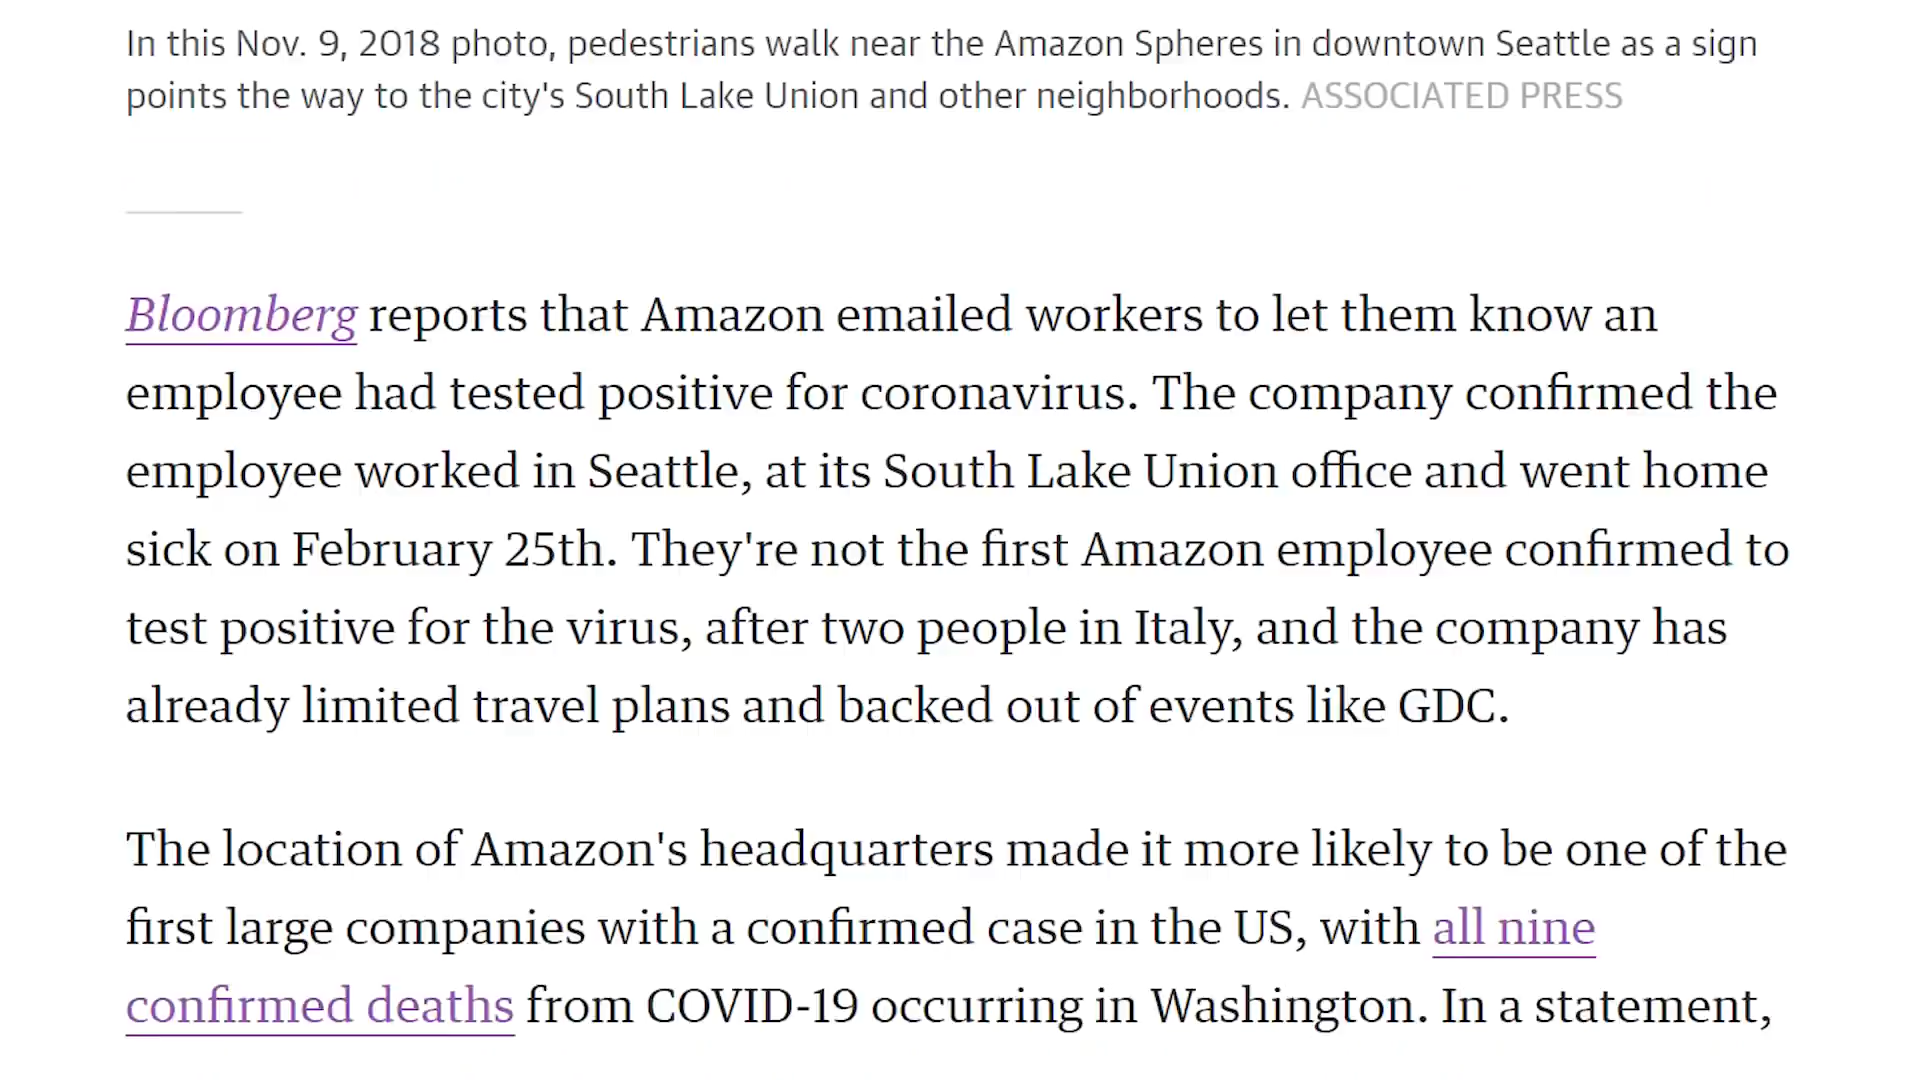 In this Nov. 9, 2018 photo, pedestrians walk near the Amazon Spheres in downtown Seattle as a sign
points the way to the city's South Lake Union and other neighborhoods. ASSOCIATED PRESS
Bloomberg reports that Amazon emailed workers to let them know an
employee had tested positive for coronavirus. The company confirmed the
employee worked in Seattle, at its South Lake Union office and went home
sick on February 25th. They're not the first Amazon employee confirmed to
test positive for the virus, after two people in Italy, and the company has
already limited travel plans and backed out of events like GDC.
The location of Amazon's headquarters made it more likely to be one of the
first large companies with a confirmed case in the US, with all nine
confirmed deaths from COVID-19 occurring in Washington. In a statement,